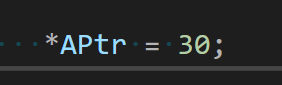 *APtr = 30;